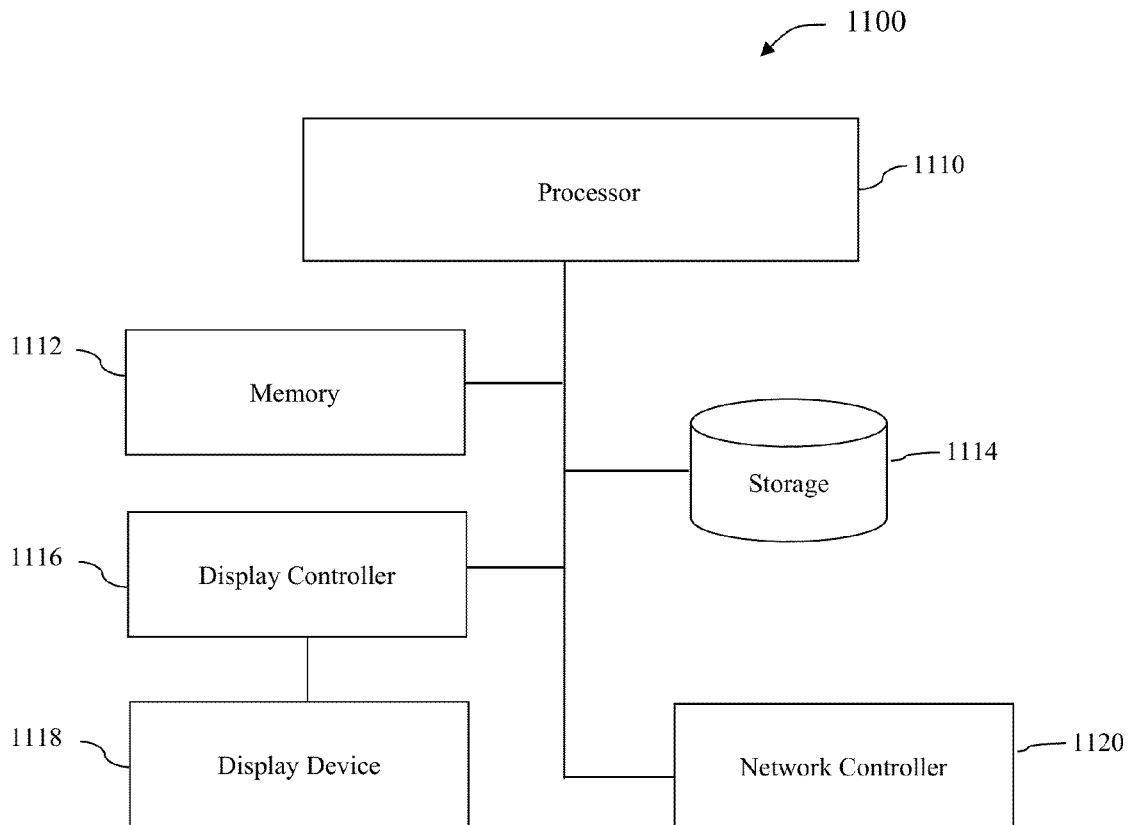 1100
Processor
1110
1112
Memory
Storage
1114
1116
Display Controller
1118
Display Device
Network Controller
1120